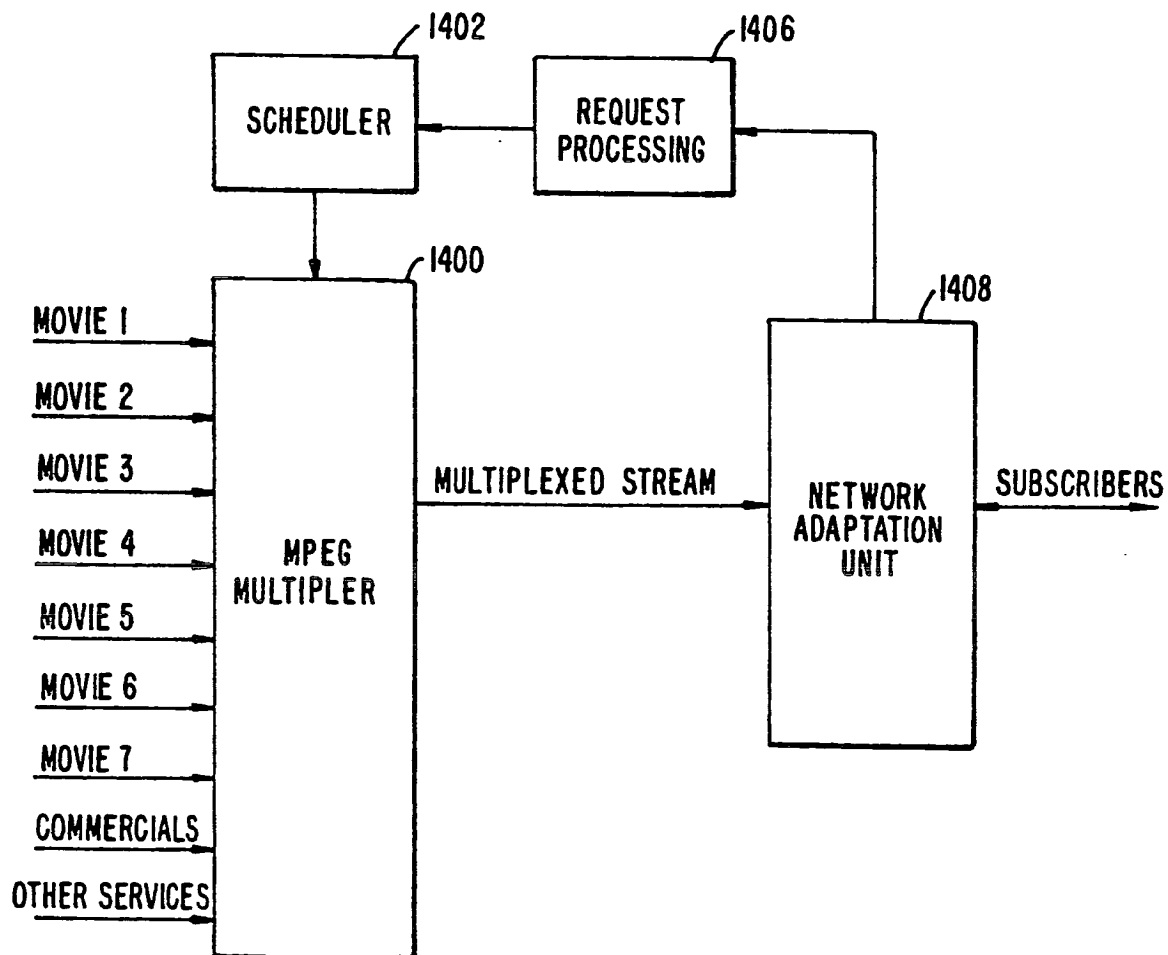 1402
1406
SCHEDULER
REQUEST
PROCESSING
1400
1408
MOVIE 1
MOVIE 2
MOVIE 3
MOVIE 4
MOVIE 5
MOVIE 6
MOVIE 7
COMMERCIALS
OTHER SERVICES
MPEG
MULTIPLER
MULTIPLEXED STREAM
NETWORK
ADAPTATION
UNIT
SUBSCRIBERS